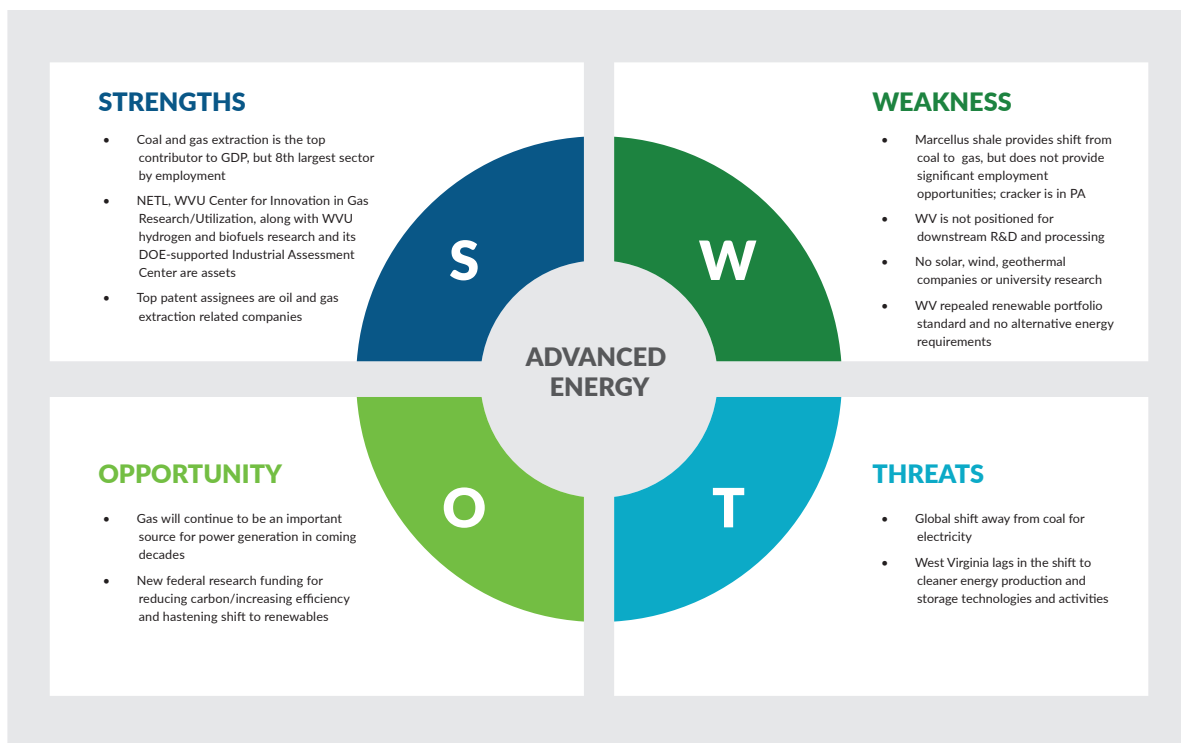 STRENGTHS
• Coal and gas extraction is the top
contributor to GDP, but 8th largest sector
by employment
• NETL, WVU Center for Innovation in Gas
Research/Utilization, along with WVU
hydrogen and biofuels research and its
DOE-supported Industrial Assessment
Center are assets
• Top patent assignees are oil and gas
extraction related companies
S
WEAKNESS
• Marcellus shale provides shift from
coal to gas, but does not provide
significant employment
opportunities; cracker is in PA
• WV is not positioned for
downstream R&D and processing
• No solar, wind, geothermal
companies or university research
• WV repealed renewable portfolio
standard and no alternative energy
requirements
W
ADVANCED
ENERGY
OPPORTUNITY
• Gas will continue to be an important
source for power generation in coming
decades
• New federal research funding for
reducing carbon/increasing efficiency
and hastening shift to renewables
O
THREATS
• Global shift away from coal for
electricity
• West Virginia lags in the shift to
cleaner energy production and
storage technologies and activities
T